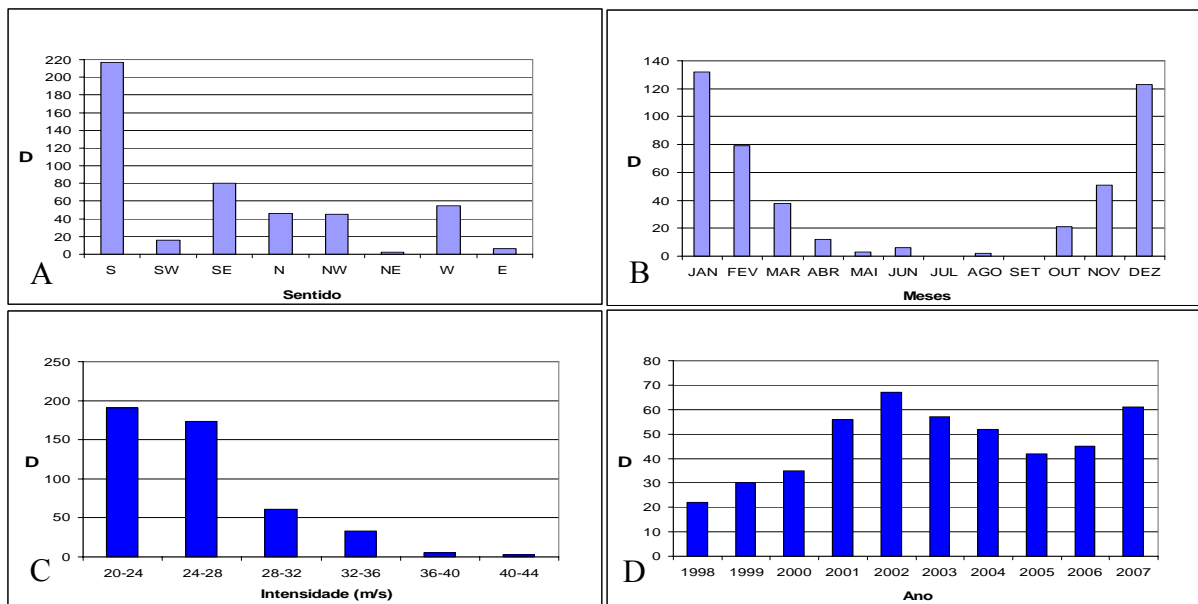 220
200
180
160
140
120
100
80
60
40
20
0
D
S SW SE N NW NE W E
Sentido
A
140
120
100
80
60
40
20
0
D
JAN FEV MAR ABR MAI JUN JUL AGO SET OUT NOV DEZ
Meses
B
250
200
150
100
50
0
D
20-24 24-28 28-32 32-36 36-40 40-44
Intensidade (m/s)
C
80
70
60
50
40
30
20
10
0
D
1998 1999 2000 2001 2002 2003 2004 2005 2006 2007
Ano
D